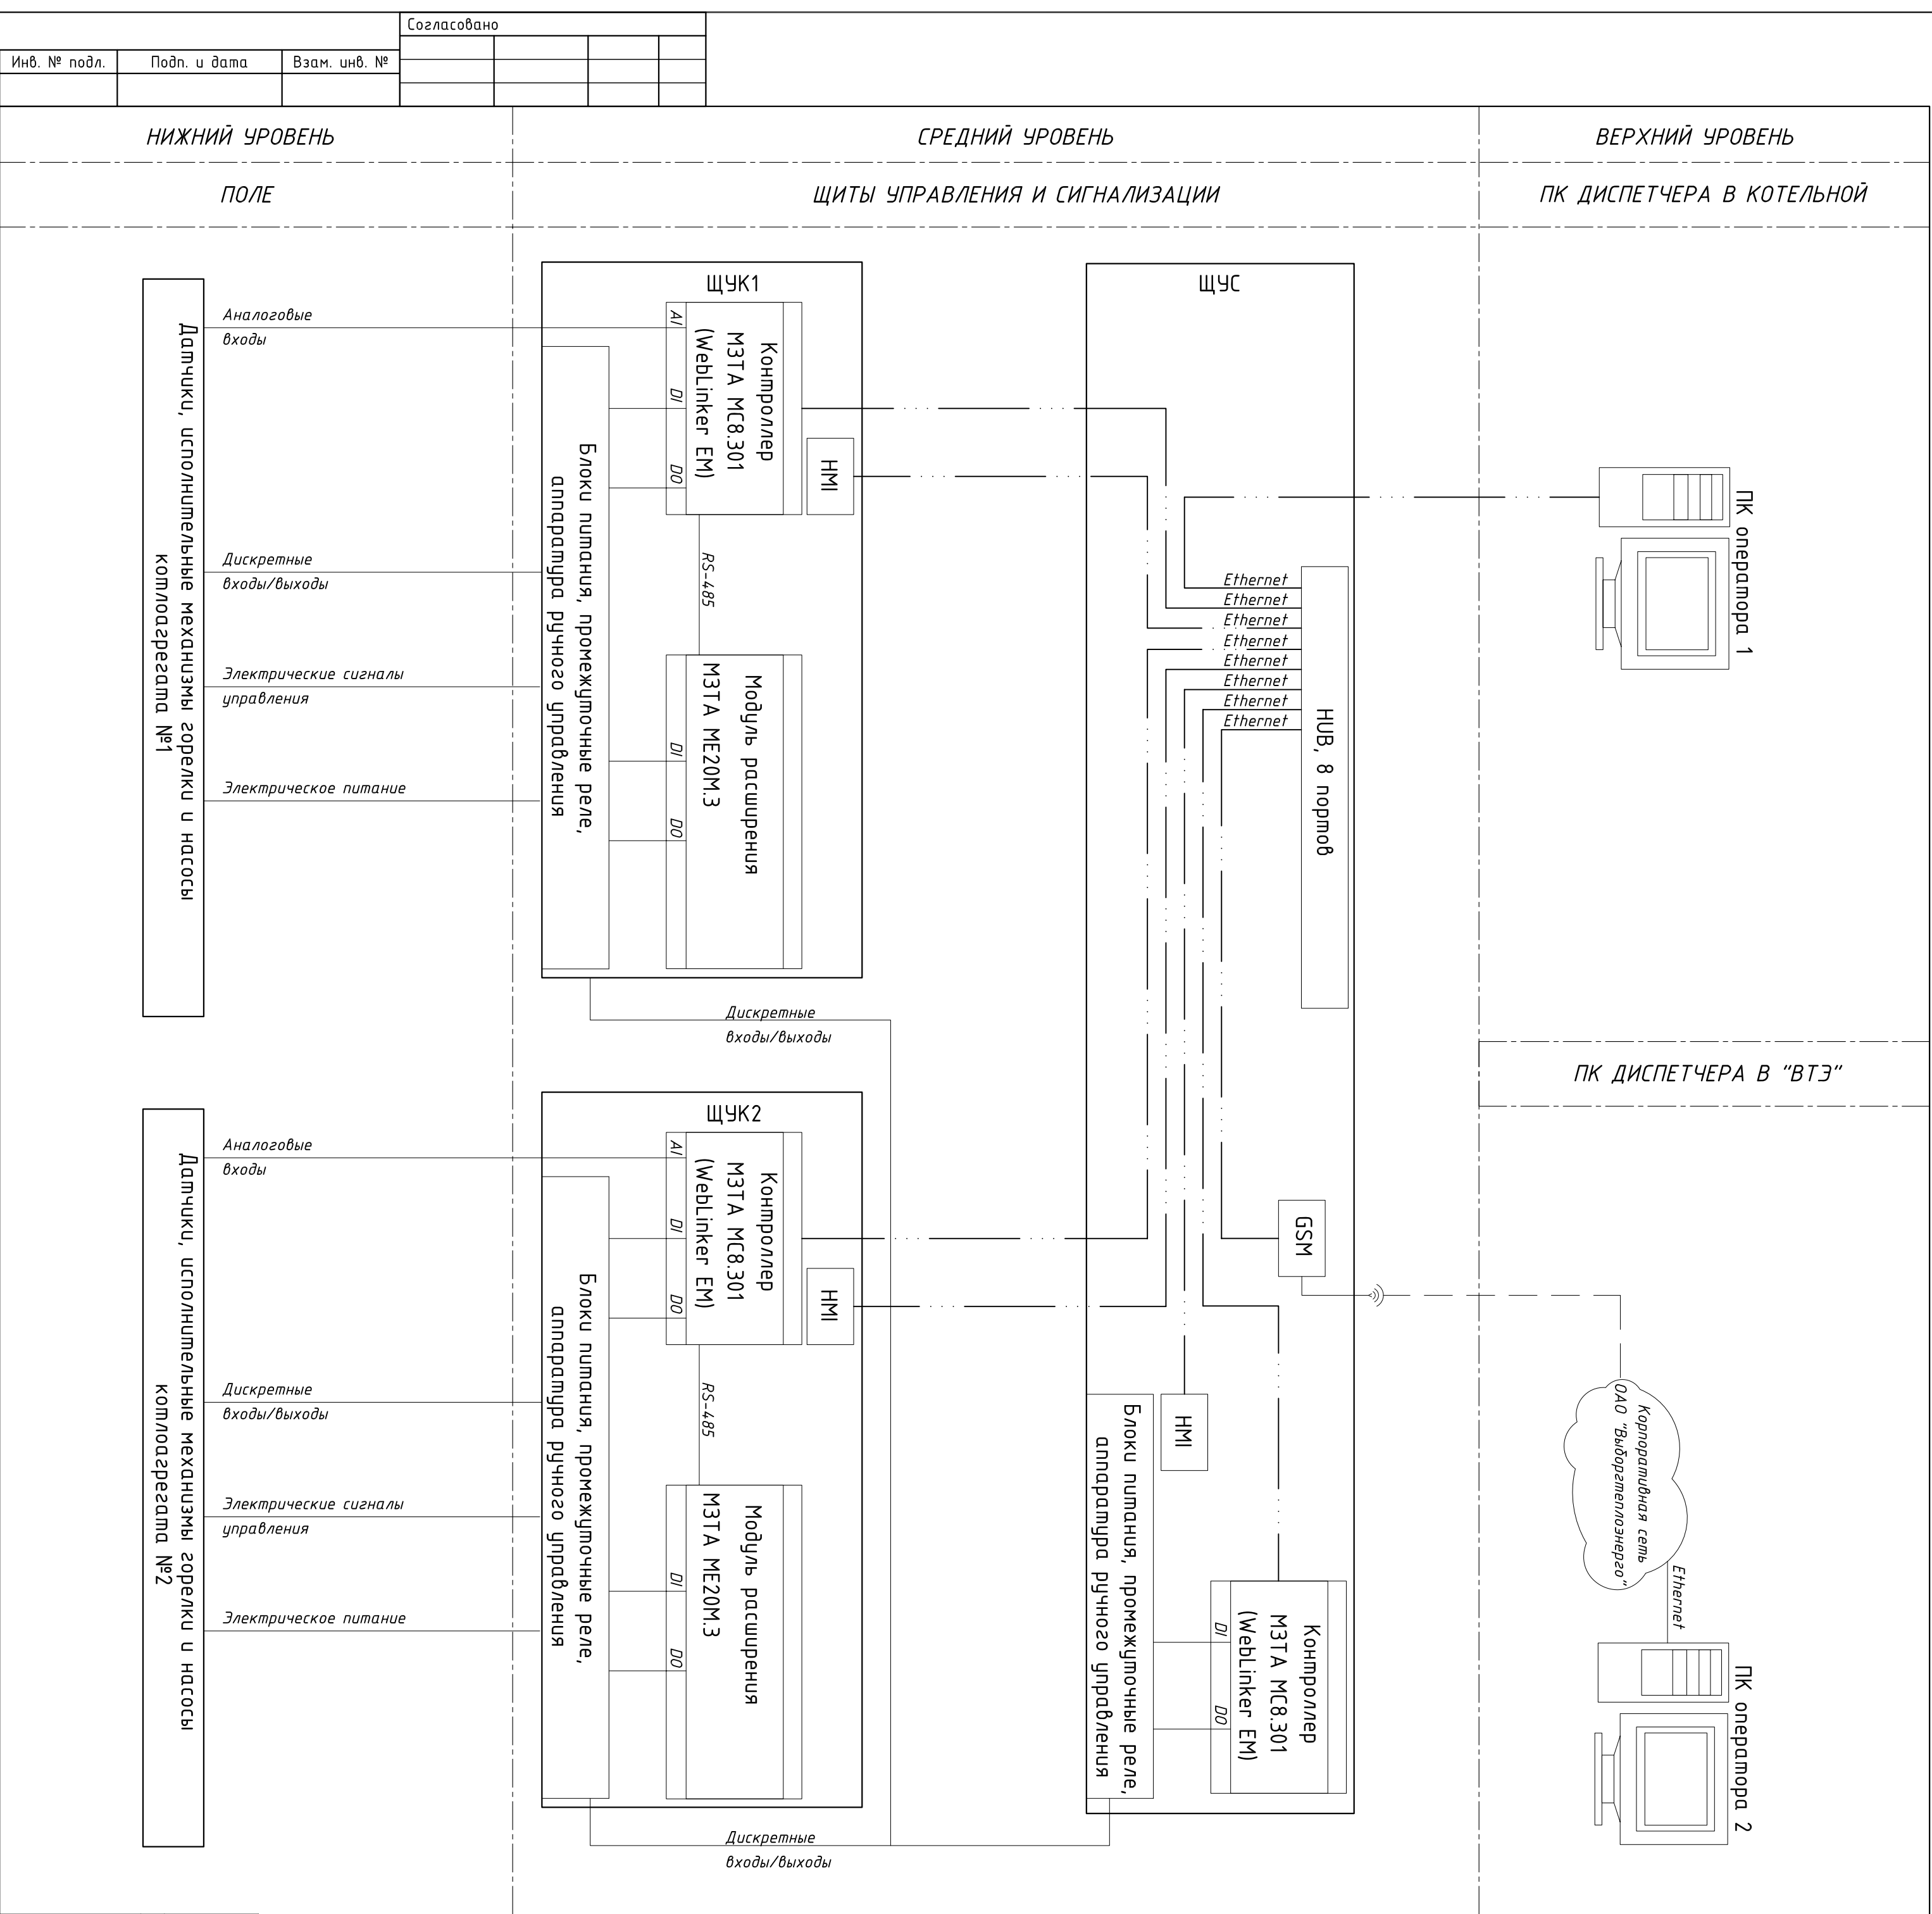 Согласовано
Инв. № подл.
Подп. и дата
Взам. инв. №
НИЖНИЙ УРОВЕНЬ
СРЕДНИЙ УРОВЕНЬ
ВЕРХНИЙ УРОВЕНЬ
ПОЛЕ
ЩИТЫ УПРАВЛЕНИЯ И СИГНАЛИЗАЦИИ
ПК ДИСПЕТЧЕРА В КОТЕЛЬНОЙ
Датчики, исполнительные механизмы горелки и насосы
котлоагрегата №1
Аналоговые
входы
Дискретные
входы/выходы
Электрические сигналы
управления
Электрическое питание
ЩУК1
Контроллер
МЗТА МС8.301
(WebLinker EM)
AI
DI
DO
HMI
RS-485
Модуль расширения
МЗТА ME20M.3
DI
DO
Блоки питания, промежуточные реле,
аппаратура ручного управления
Дискретные
входы/выходы
ЩУС
Ethernet
Ethernet
Ethernet
Ethernet
Ethernet
Ethernet
Ethernet
Ethernet
HUB, 8 портов
ПК оператора 1
ПК ДИСПЕТЧЕРА В "ВТЭ"
Датчики, исполнительные механизмы горелки и насосы
котлоагрегата №2
Аналоговые
входы
Дискретные
входы/выходы
Электрические сигналы
управления
Электрическое питание
ЩУК2
Контроллер
МЗТА МС8.301
(WebLinker EM)
AI
DI
DO
HMI
RS-485
Модуль расширения
МЗТА ME20M.3
DI
DO
Блоки питания, промежуточные реле,
аппаратура ручного управления
Дискретные
входы/выходы
GSM
HMI
Блоки питания, промежуточные реле,
аппаратура ручного управления
Контроллер
МЗТА МС8.301
(WebLinker EM)
DI
DO
Корпоративная сеть
ОАО "Выборгтеплоэнерго"
Ethernet
ПК оператора 2